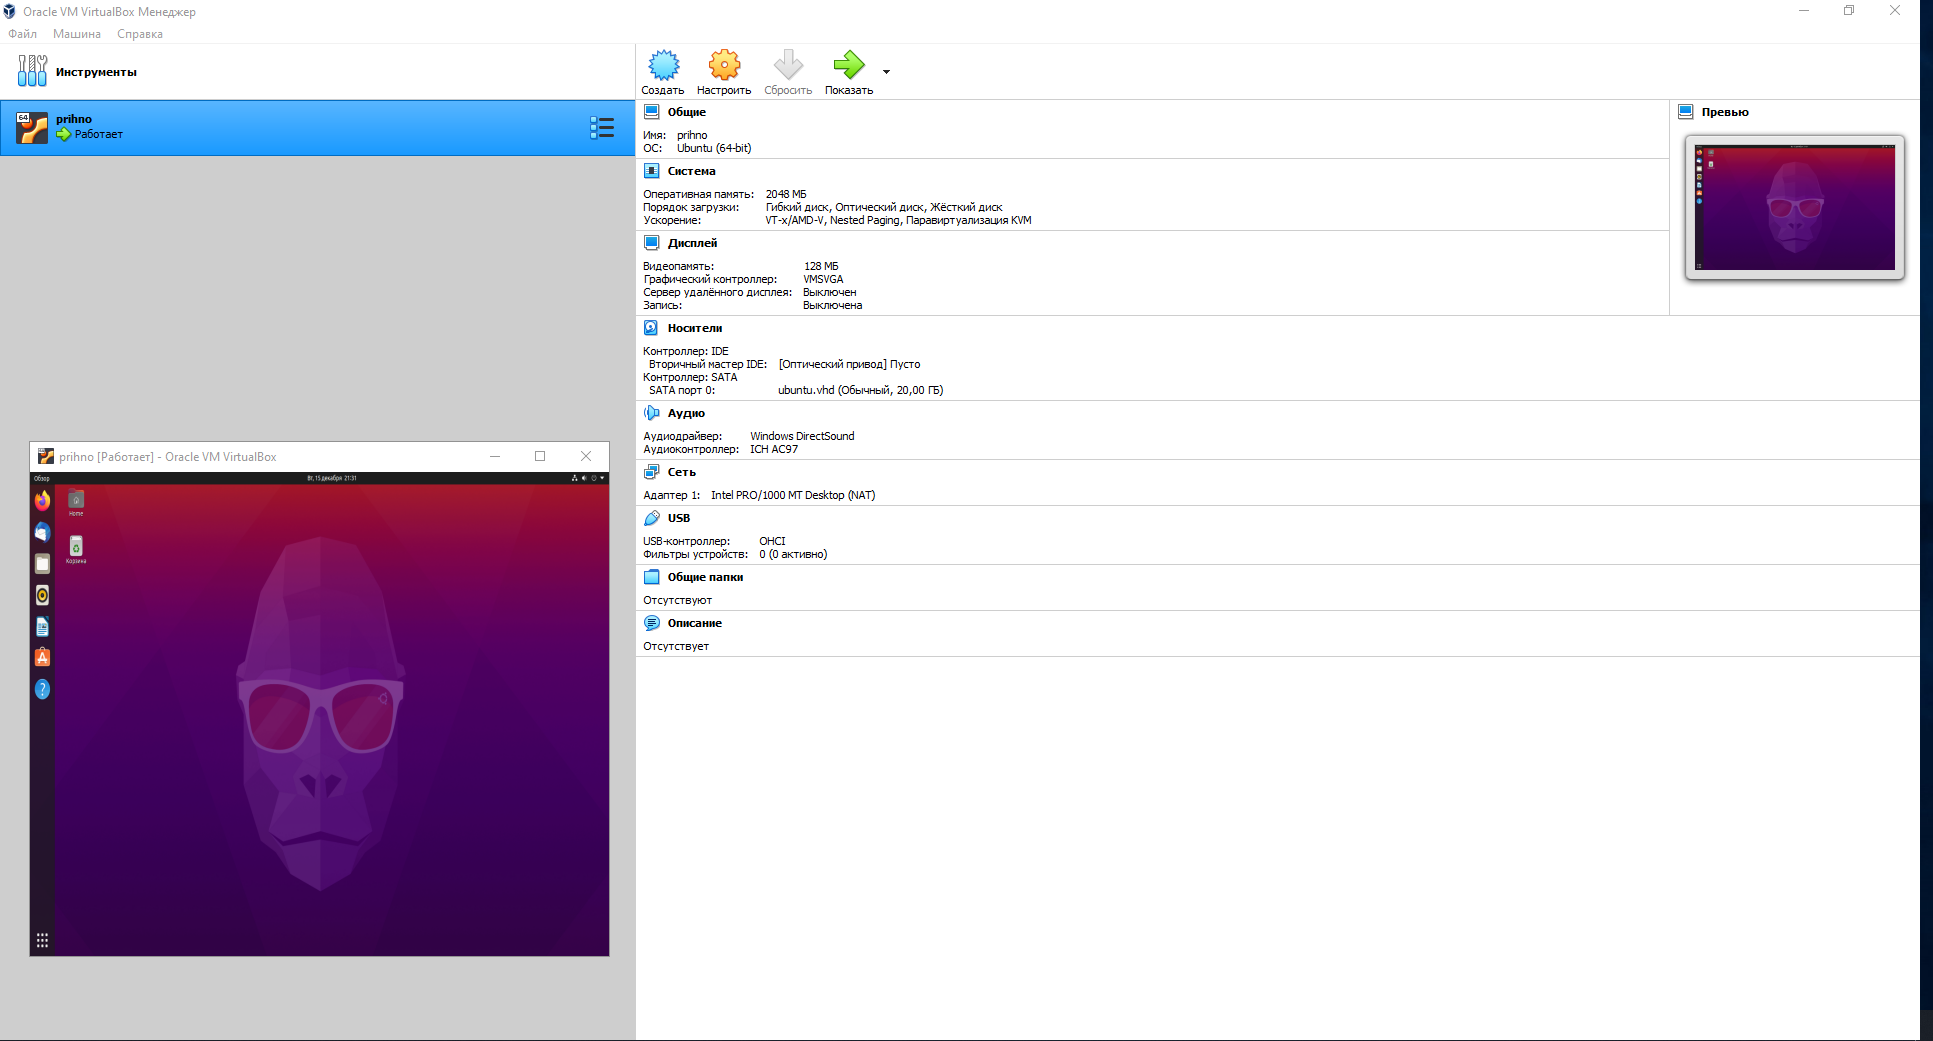 Oracle VM VirtualBox Менеджер
Файл Машина Справка
Инструменты
Создать Настроить Сбросить Показать
64
prihno
Работает
Общие
Имя: prihno
ОС: Ubuntu (64-bit)
Система
Оперативная память: 2048 МБ
Порядок загрузки: Гибкий диск, Оптический диск, Жёсткий диск
Ускорение: VT-x/AMD-V, Nested Paging, Паравиртуализация KVM
Дисплей
Видеопамять: 128 МБ
Графический контроллер: VMSVGA
Сервер удалённого дисплея: Выключен
Запись: Выключена
Носители
Контроллер: IDE
Вторичный мастер IDE: [Оптический привод] Пусто
Контроллер: SATA
SATA порт 0: ubuntu.vhd (Обычный, 20,00 ГБ)
Аудио
Аудиодрайвер: Windows DirectSound
Аудиоконтроллер: ICH AC97
Сеть
Адаптер 1: Intel PRO/1000 MT Desktop (NAT)
USB
USB-контроллер: OHCI
Фильтры устройств: 0 (0 активно)
Общие папки
Отсутствуют
Описание
Отсутствует
Превью
prihno [Работает] - Oracle VM VirtualBox
Обзор Вт, 15 декабря 21:31
Home
Корзина